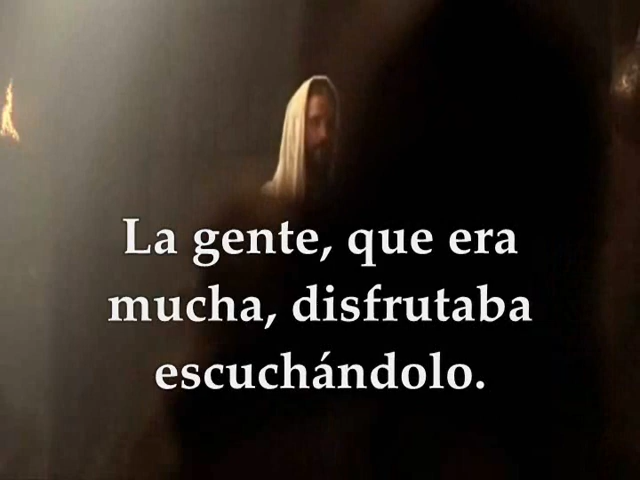 La gente, que era
mucha, disfrutaba
escuchándolo.